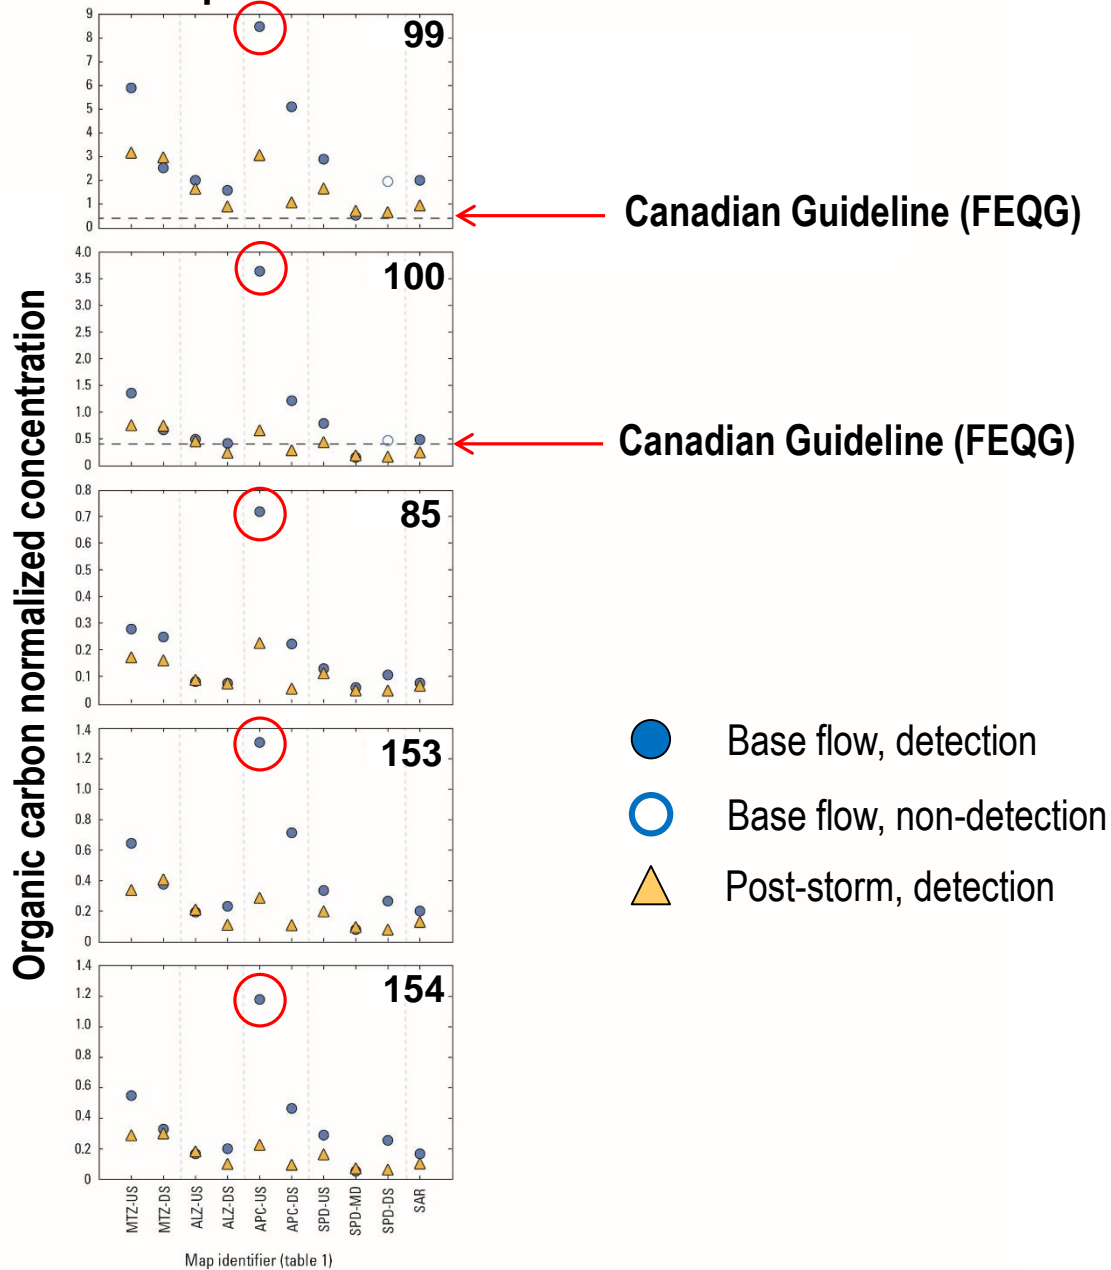 9
8
7
6
5
4
3
2
1
0
99
Canadian Guideline (FEQG)
4.0
3.5
3.0
2.5
2.0
1.5
1.0
0.5
0
100
Canadian Guideline (FEQG)
Organic carbon normalized concentration
0.8
0.7
0.6
0.5
0.4
0.3
0.2
0.1
0
85
1.4
1.2
1.0
0.8
0.6
0.4
0.2
0
153
Base flow, detection
Base flow, non-detection
Post-storm, detection
1.4
1.2
1.0
0.8
0.6
0.4
0.2
0
154
MTZ-US
MTZ-DS
ALZ-US
ALZ-DS
APC-US
APC-DS
SPD-US
SPD-MD
SPD-DS
SAR
Map identifier (table 1)